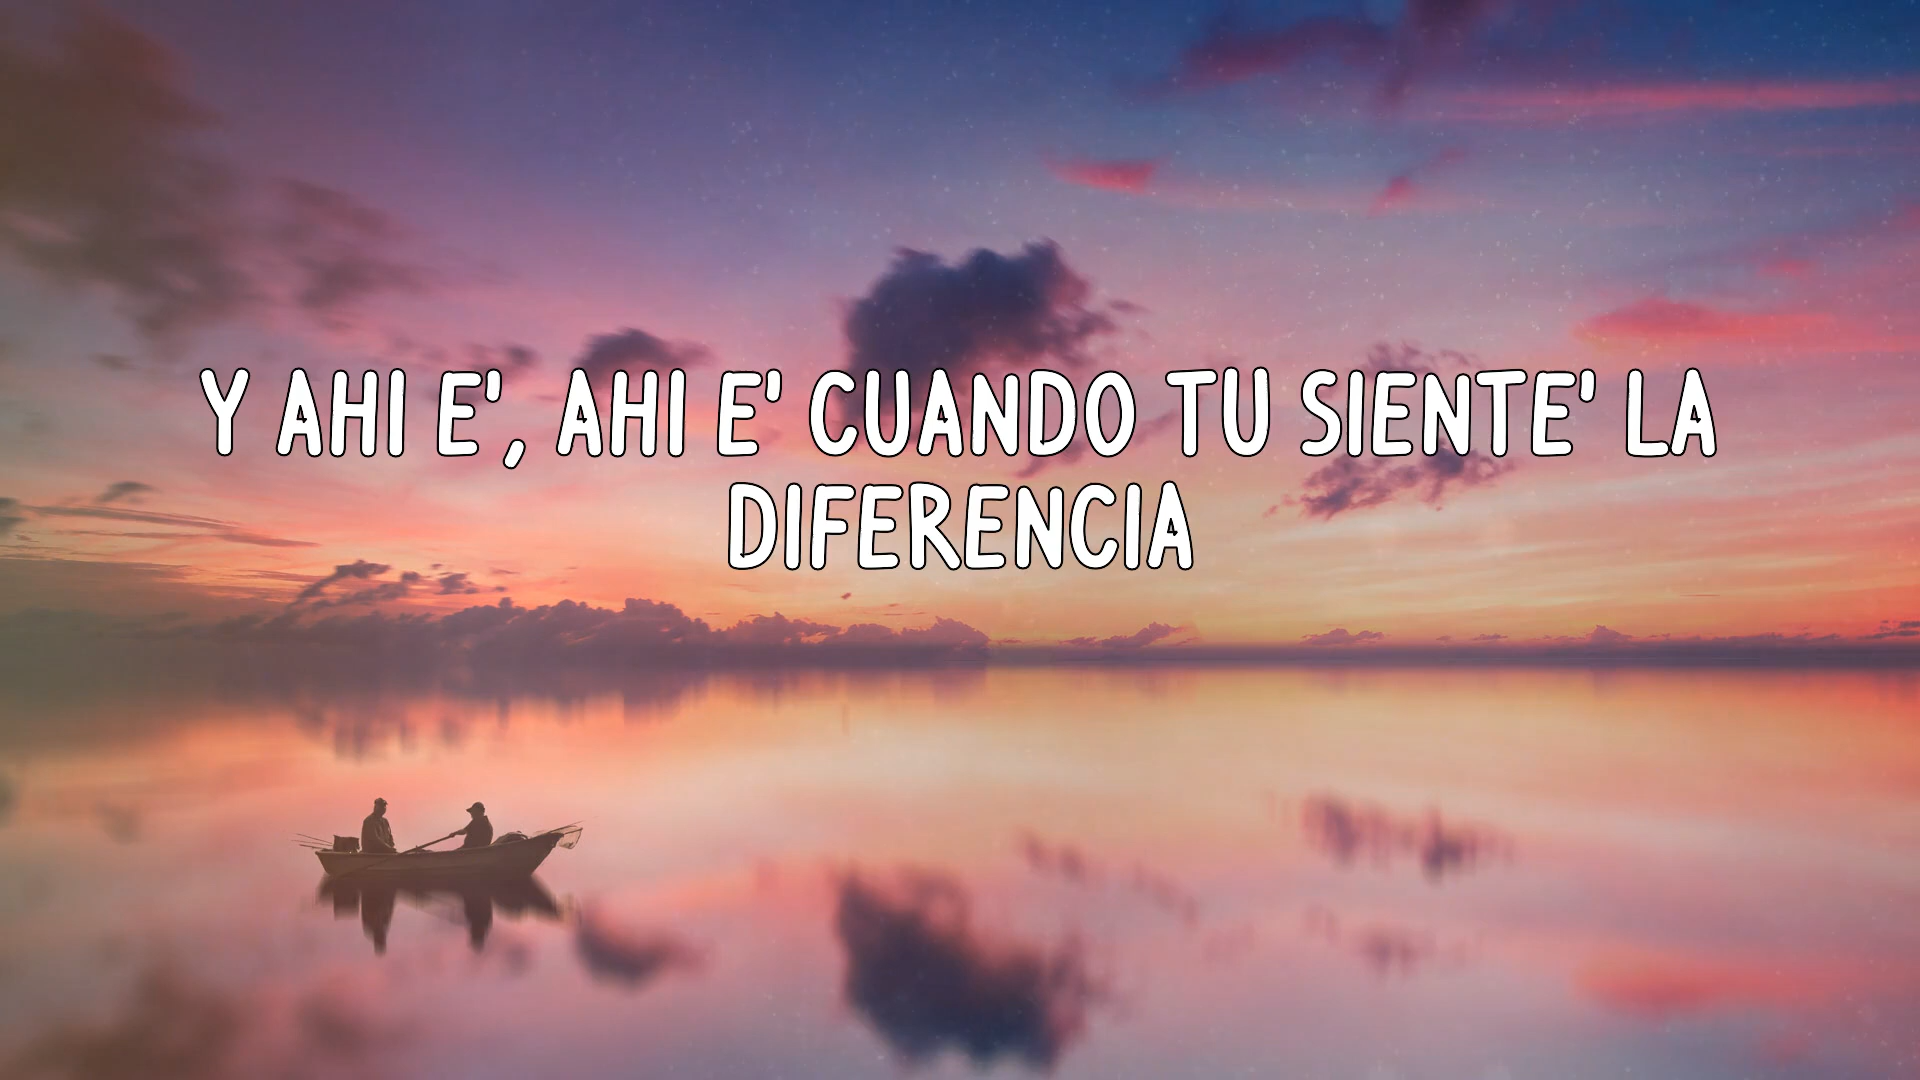 Y AHI E', AHI E' CUANDO TU SIENTE' LA
DIFERENCIA